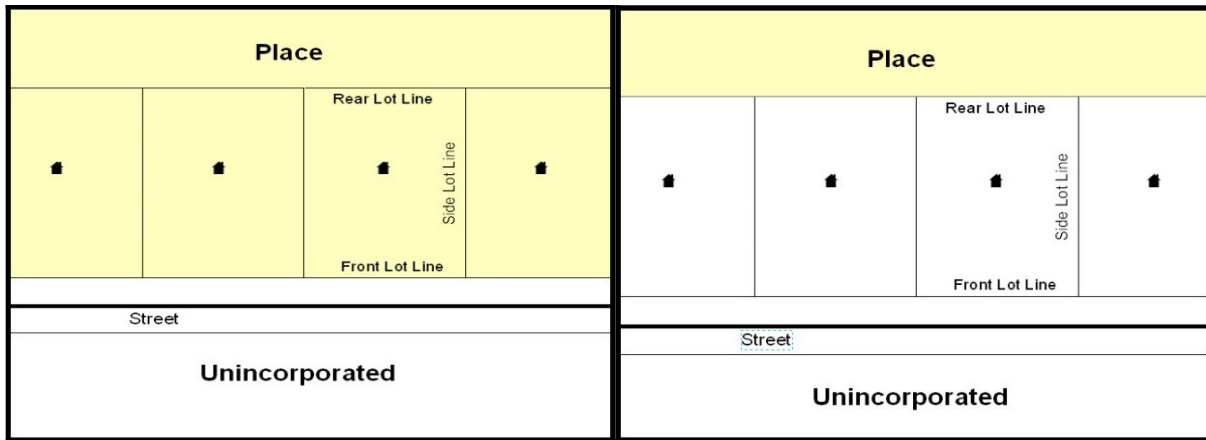 Place
Rear Lot Line
Side Lot Line
Front Lot Line
Street
Unincorporated
Place
Rear Lot Line
Side Lot Line
Front Lot Line
Street
Unincorporated